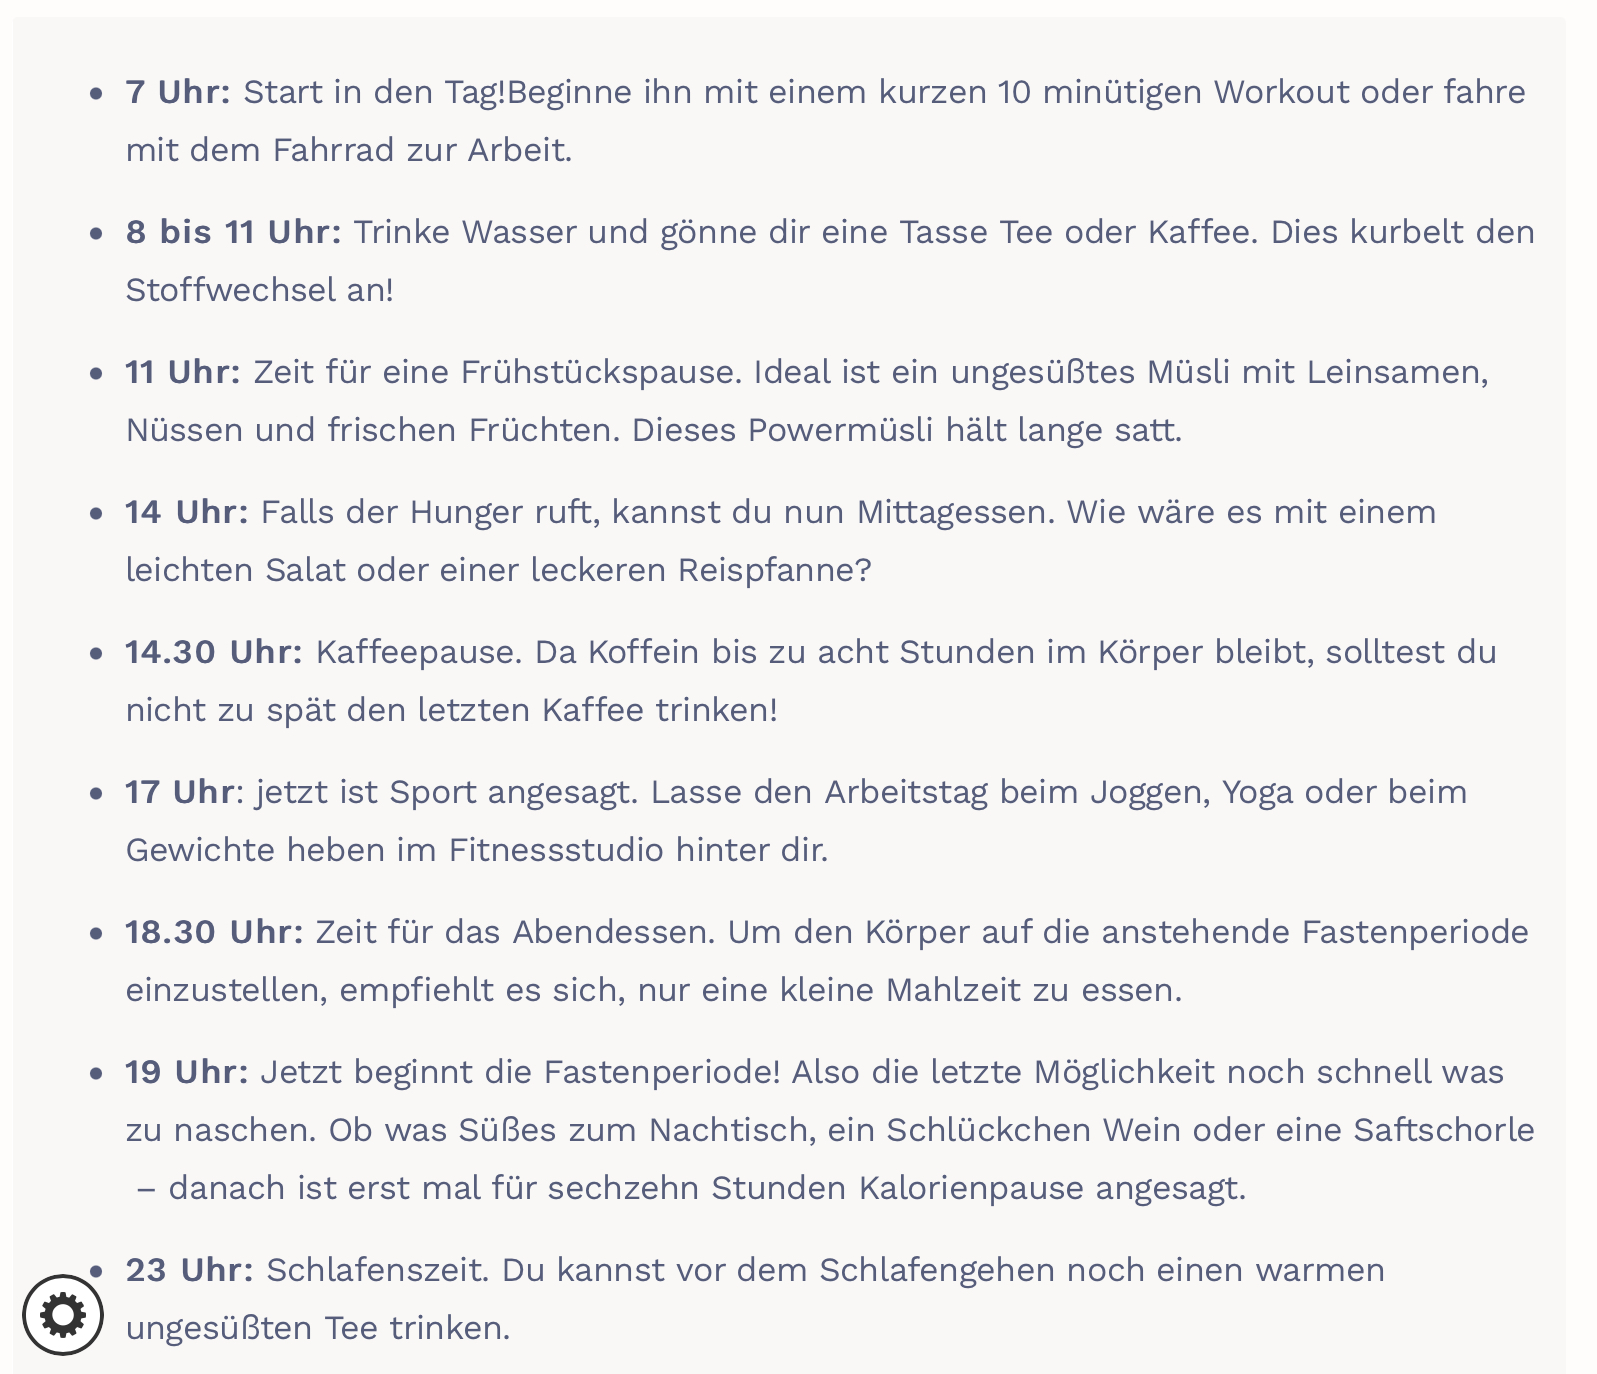 • 7 Uhr: Start in den Tag!Beginne ihn mit einem kurzen 10 minütigen Workout oder fahre
mit dem Fahrrad zur Arbeit.
• 8 bis 11 Uhr: Trinke Wasser und gönne dir eine Tasse Tee oder Kaffee. Dies kurbelt den
Stoffwechsel an!
• 11 Uhr: Zeit für eine Frühstückspause. Ideal ist ein ungesüßtes Müsli mit Leinsamen,
Nüssen und frischen Früchten. Dieses Powermüsli hält lange satt.
• 14 Uhr: Falls der Hunger ruft, kannst du nun Mittagessen. Wie wäre es mit einem
leichten Salat oder einer leckeren Reispfanne?
• 14.30 Uhr: Kaffeepause. Da Koffein bis zu acht Stunden im Körper bleibt, solltest du
nicht zu spät den letzten Kaffee trinken!
• 17 Uhr: jetzt ist Sport angesagt. Lasse den Arbeitstag beim Joggen, Yoga oder beim
Gewichte heben im Fitnessstudio hinter dir.
• 18.30 Uhr: Zeit für das Abendessen. Um den Körper auf die anstehende Fastenperiode
einzustellen, empfiehlt es sich, nur eine kleine Mahlzeit zu essen.
• 19 Uhr: Jetzt beginnt die Fastenperiode! Also die letzte Möglichkeit noch schnell was
zu naschen. Ob was Süßes zum Nachtisch, ein Schlückchen Wein oder eine Saftschorle
– danach ist erst mal für sechzehn Stunden Kalorienpause angesagt.
• 23 Uhr: Schlafenszeit. Du kannst vor dem Schlafengehen noch einen warmen
ungesüßten Tee trinken.